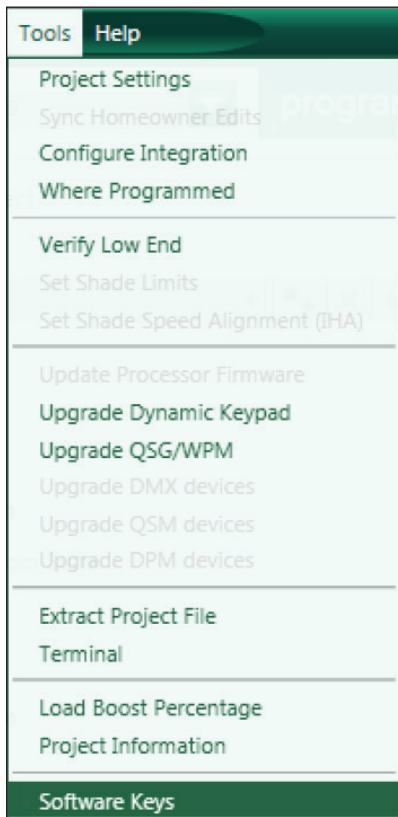 Tools Help
Project Settings
Sync Homeowner Edits
program
Configure Integration
Where Programmed
Verify Low End
Set Shade Limits
Set Shade Speed Alignment (IHA)
Update Processor Firmware
Upgrade Dynamic Keypad
Upgrade QSG/WPM
Upgrade DMX devices
Upgrade QSM devices
Upgrade DPM devices
Extract Project File
Terminal
Load Boost Percentage
Project Information
Software Keys